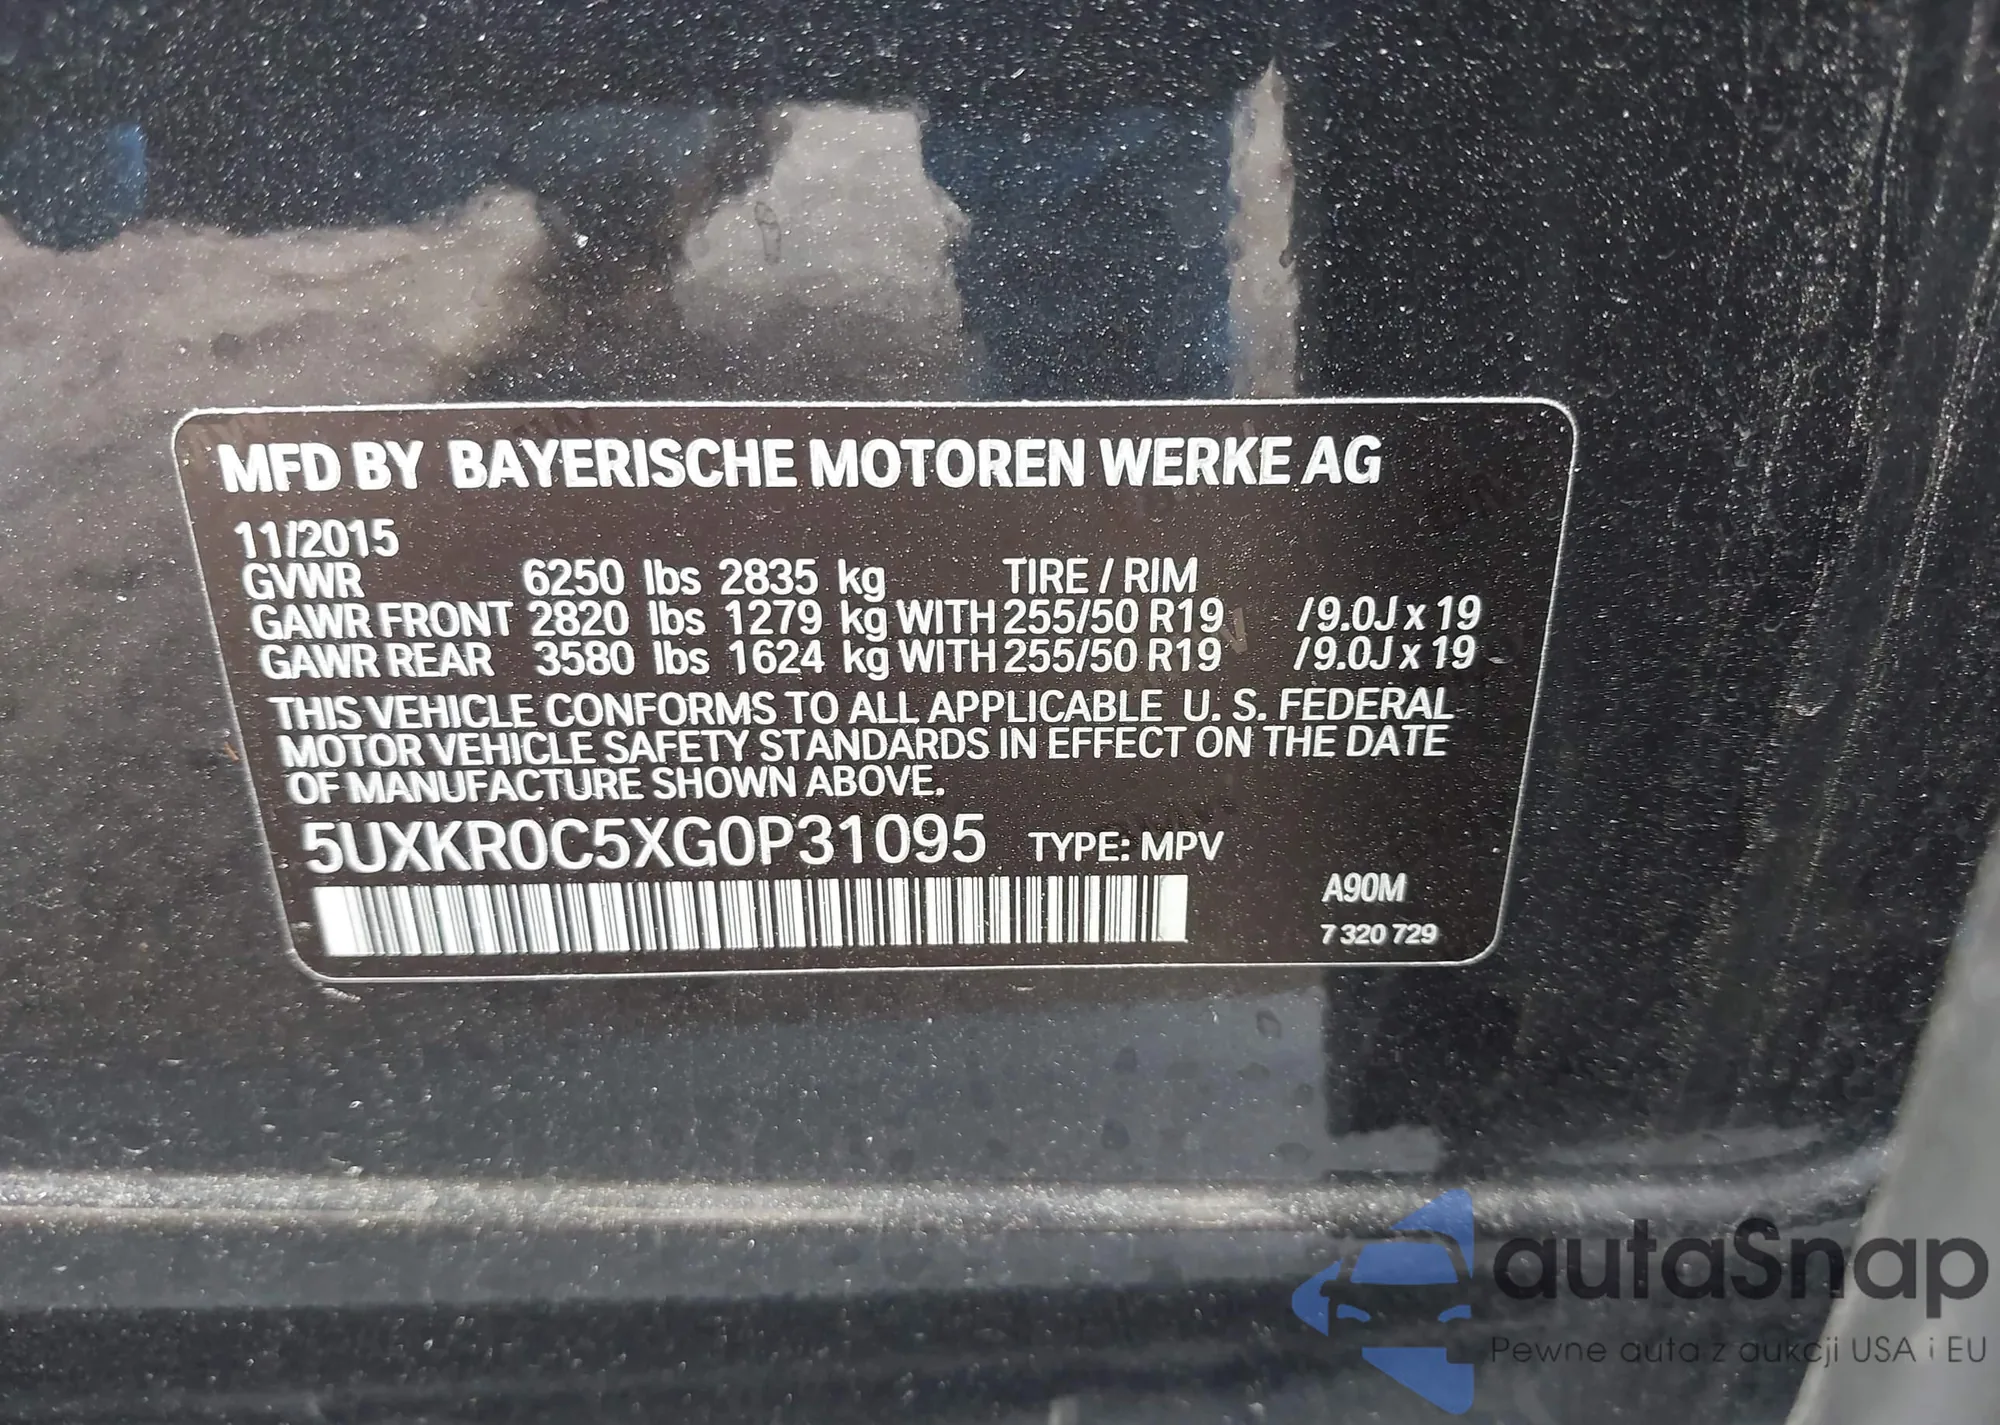 MFD BY BAYERISCHE MOTOREN WERKE AG
11/2015
GVWR 6250 lbs 2835 kg TIRE / RIM
GAWR FRONT 2820 lbs 1279 kg WITH 255/50 R19 /9.0J x 19
GAWR REAR 3580 lbs 1624 kg WITH 255/50 R19 /9.0J x 19
THIS VEHICLE CONFORMS TO ALL APPLICABLE U. S. FEDERAL
MOTOR VEHICLE SAFETY STANDARDS IN EFFECT ON THE DATE
OF MANUFACTURE SHOWN ABOVE.
5UXKR0C5XG0P31095 TYPE: MPV
A90M
7 320 729
autaSnap
Pewne auta z aukcji USA i EU